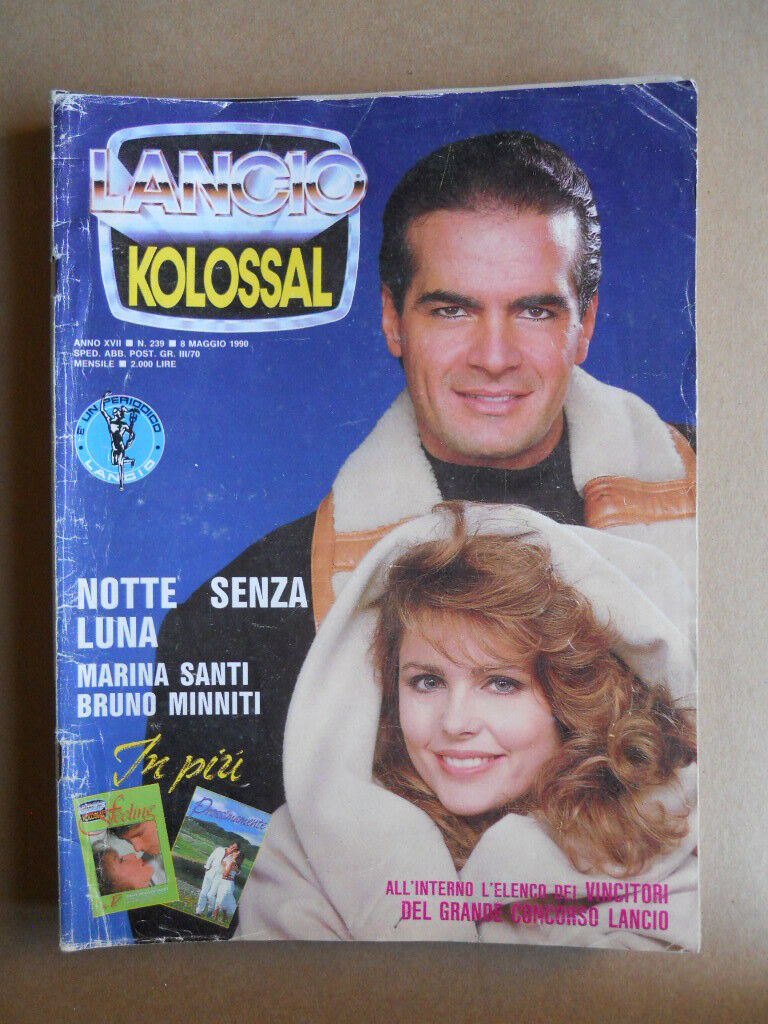 LANCIO
KOLOSSAL
ANNO XVII ■ N. 239 ■ 8 MAGGIO 1990
SPED. ABB. POST. GR. III/70
MENSILE ■ 2.000 LIRE
È UN PERIODICO
LANCIO
NOTTE SENZA
LUNA
MARINA SANTI
BRUNO MINNITI
In più
KOLOSSAL
feeling
ALL'INTERNO L'ELENCO DEI VINCITORI
DEL GRANDE CONCORSO LANCIO